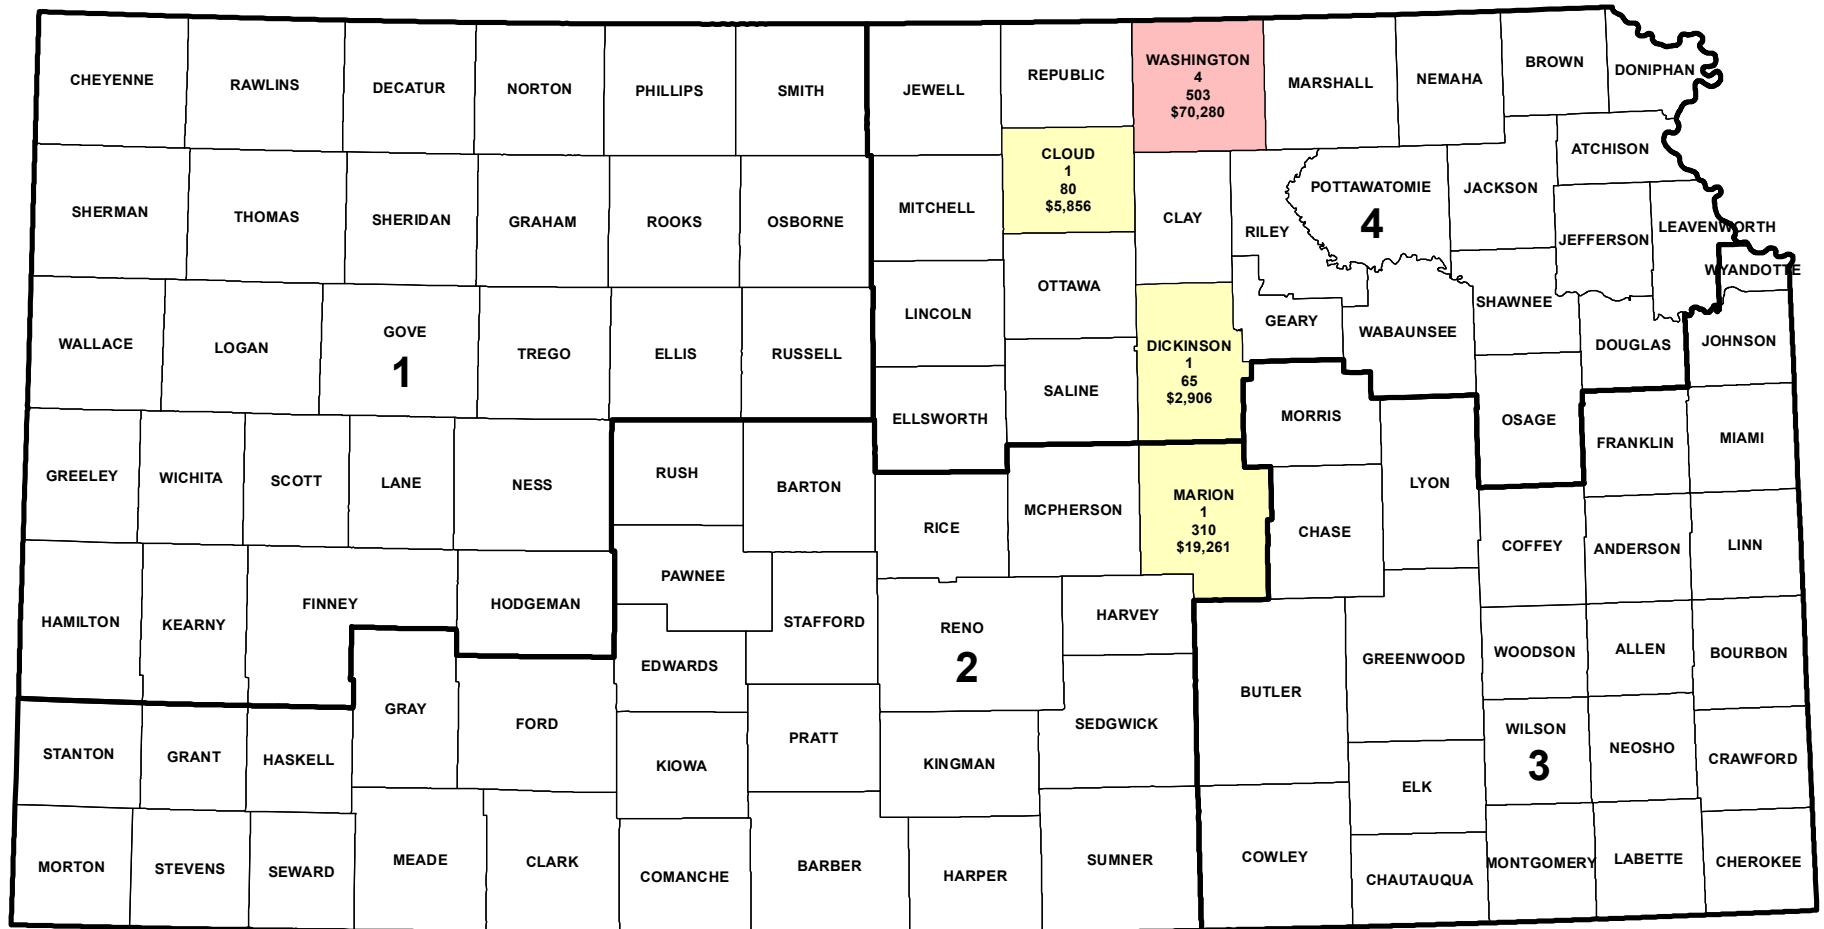 CHEYENNE
RAWLINS
DECATUR
NORTON
PHILLIPS
SMITH
JEWELL
REPUBLIC
WASHINGTON
4
503
$70,280
MARSHALL
NEMAHA
BROWN
DONIPHAN
CLOUD
1
80
$5,856
ATCHISON
SHERMAN
THOMAS
SHERIDAN
GRAHAM
ROOKS
OSBORNE
MITCHELL
CLAY
RILEY
POTTAWATOMIE
4
JACKSON
JEFFERSON
LEAVENWORTH
WYANDOTTE
OTTAWA
LINCOLN
GEARY
WABAUNSEE
SHAWNEE
DOUGLAS
JOHNSON
WALLACE
LOGAN
GOVE
1
TREGO
ELLIS
RUSSELL
DICKINSON
1
65
$2,906
SALINE
ELLSWORTH
MORRIS
OSAGE
FRANKLIN
MIAMI
GREELEY
WICHITA
SCOTT
LANE
NESS
RUSH
BARTON
RICE
MCPHERSON
MARION
1
310
$19,261
CHASE
LYON
COFFEY
ANDERSON
LINN
HAMILTON
KEARNY
FINNEY
HODGEMAN
PAWNEE
STAFFORD
EDWARDS
RENO
2
HARVEY
BUTLER
GREENWOOD
WOODSON
ALLEN
BOURBON
GRAY
FORD
KIOWA
PRATT
KINGMAN
SEDGWICK
WILSON
3
NEOSHO
CRAWFORD
STANTON
GRANT
HASKELL
ELK
MORTON
STEVENS
SEWARD
MEADE
CLARK
COMANCHE
BARBER
HARPER
SUMNER
COWLEY
CHAUTAUQUA
MONTGOMERY
LABETTE
CHEROKEE